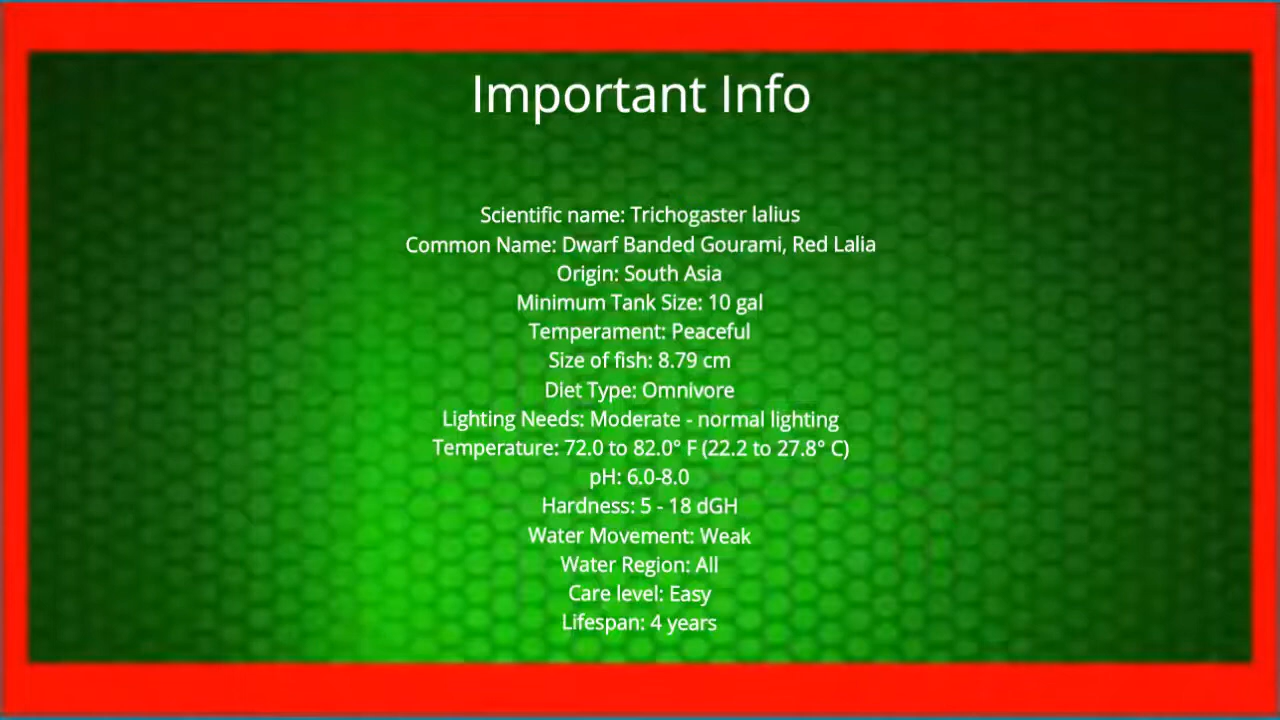 Important Info
Scientific name: Trichogaster lalius
Common Name: Dwarf Banded Gourami, Red Lalia
Origin: South Asia
Minimum Tank Size: 10 gal
Temperament: Peaceful
Size of fish: 8.79 cm
Diet Type: Omnivore
Lighting Needs: Moderate - normal lighting
Temperature: 72.0 to 82.0° F (22.2 to 27.8° C)
pH: 6.0-8.0
Hardness: 5 - 18 dGH
Water Movement: Weak
Water Region: All
Care level: Easy
Lifespan: 4 years